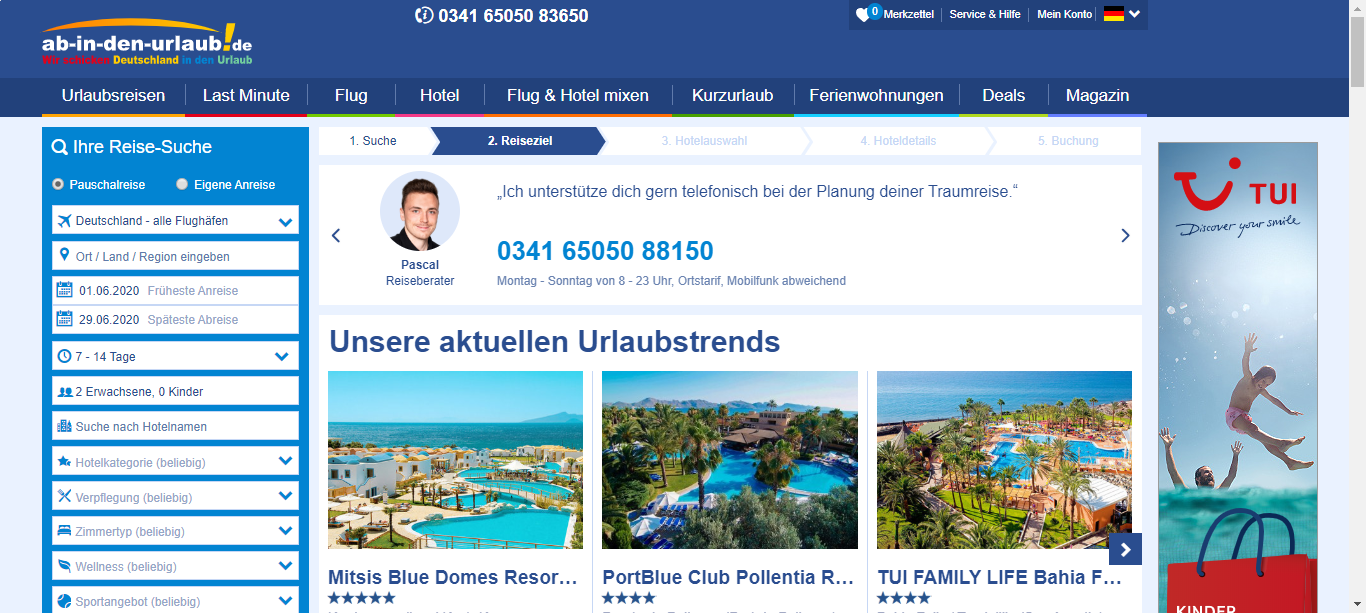 0341 65050 83650
0 Merkzettel Service & Hilfe Mein Konto
ab-in-den-urlaub!.de
Wir schicken Deutschland in den Urlaub
Urlaubsreisen Last Minute Flug Hotel Flug & Hotel mixen Kurzurlaub Ferienwohnungen Deals Magazin
Ihre Reise-Suche
Pauschalreise Eigene Anreise
Deutschland - alle Flughäfen
Ort / Land / Region eingeben
01.06.2020 Früheste Anreise
29.06.2020 Späteste Abreise
7 - 14 Tage
2 Erwachsene, 0 Kinder
Suche nach Hotelnamen
Hotelkategorie (beliebig)
Verpflegung (beliebig)
Zimmertyp (beliebig)
Wellness (beliebig)
Sportangebot (beliebig)
1. Suche 2. Reiseziel 3. Hotelauswahl 4. Hoteldetails 5. Buchung
„Ich unterstütze dich gern telefonisch bei der Planung deiner Traumreise.“
0341 65050 88150
Montag - Sonntag von 8 - 23 Uhr, Ortstarif, Mobilfunk abweichend
Pascal
Reiseberater
Unsere aktuellen Urlaubstrends
Mitsis Blue Domes Resor...
PortBlue Club Pollentia R...
TUI FAMILY LIFE Bahia F...
TUI
Discover your smile
KINDER